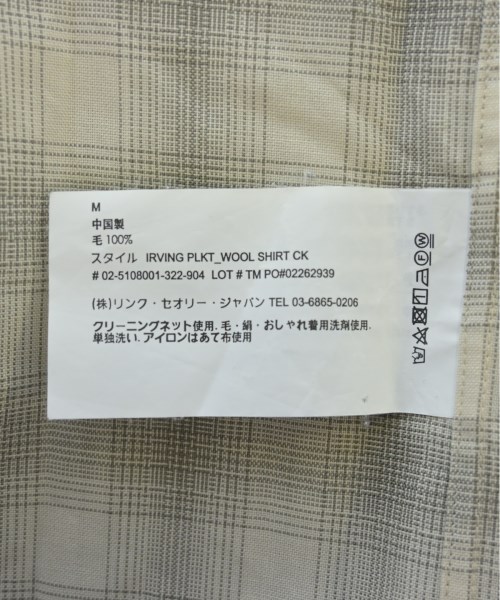 M
中国製
毛 100%
スタイル IRVING PLKT_WOOL SHIRT CK
# 02-5108001-322-904 LOT # TM PO#02262939
(株)リンク・セオリー・ジャパン TEL 03-6865-0206
クリーニングネット使用. 毛・絹・おしゃれ着用洗剤使用.
単独洗い. アイロンはあて布使用
W
F